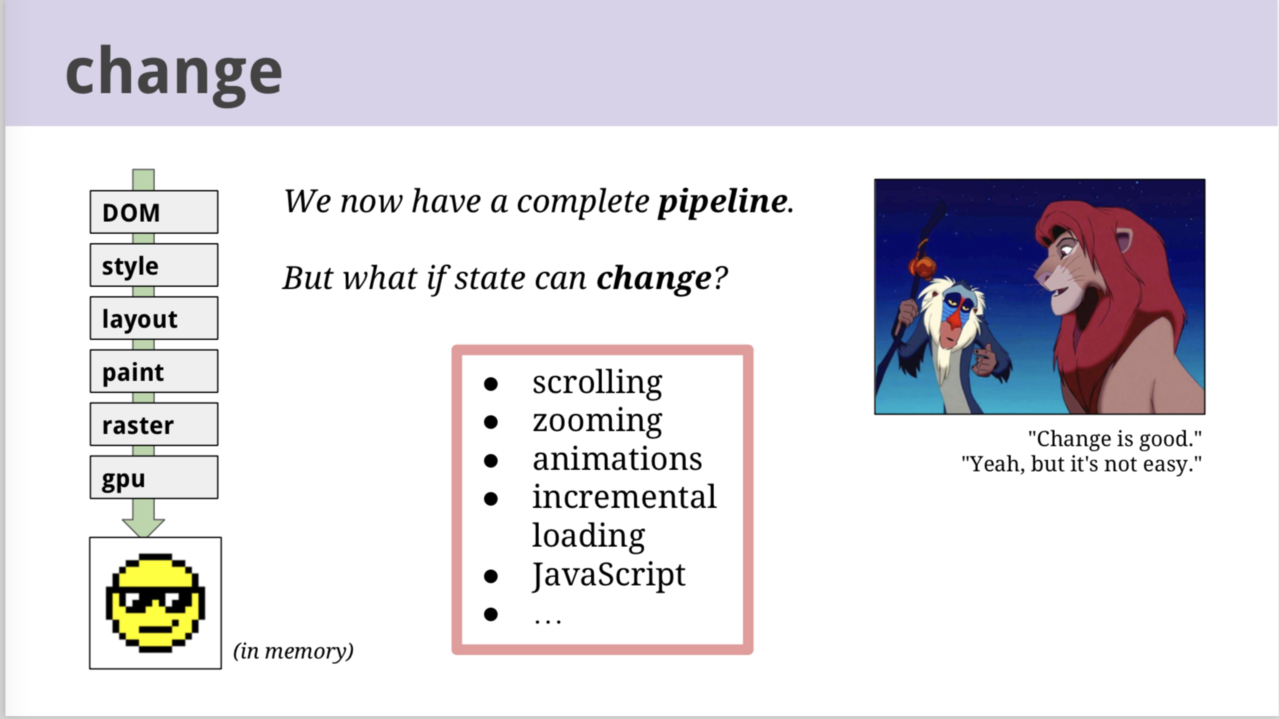 change
DOM
style
layout
paint
raster
gpu
(in memory)
We now have a complete pipeline.
But what if state can change?
● scrolling
● zooming
● animations
● incremental
loading
● JavaScript
● …
"Change is good."
"Yeah, but it's not easy."